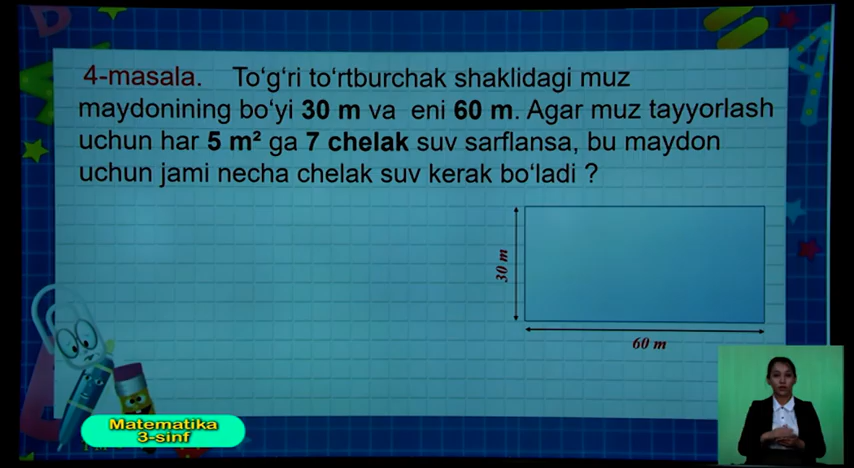 4-masala. To‘g‘ri to‘rtburchak shaklidagi muz
maydonining bo‘yi 30 m va eni 60 m. Agar muz tayyorlash
uchun har 5 m² ga 7 chelak suv sarflansa, bu maydon
uchun jami necha chelak suv kerak bo‘ladi ?
30 m
60 m
Matematika
3-sinf